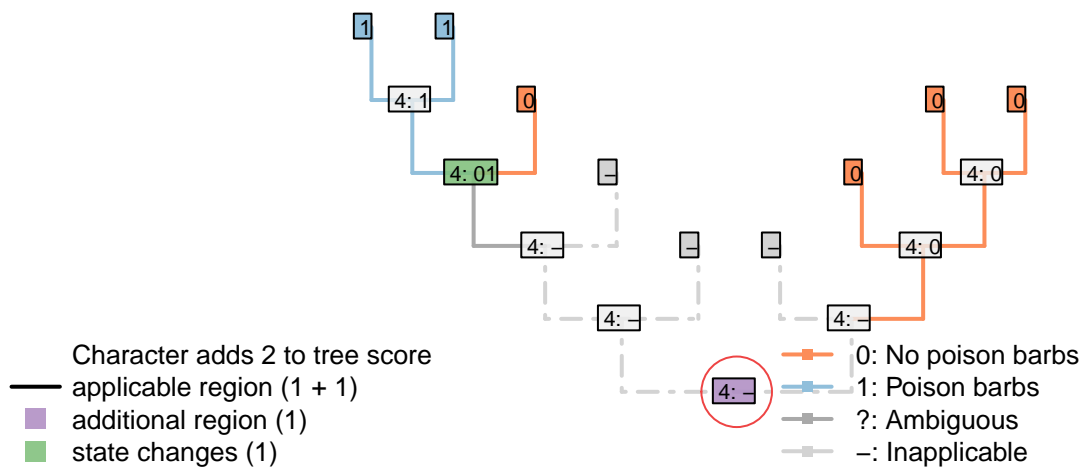 1 1
4: 1 0 0 0
4: 01 – 0 4: 0
4: – – – 4: 0
4: – 4: –
Character adds 2 to tree score 0: No poison barbs
applicable region (1 + 1) 4: – 1: Poison barbs
additional region (1) ?: Ambiguous
state changes (1) –: Inapplicable